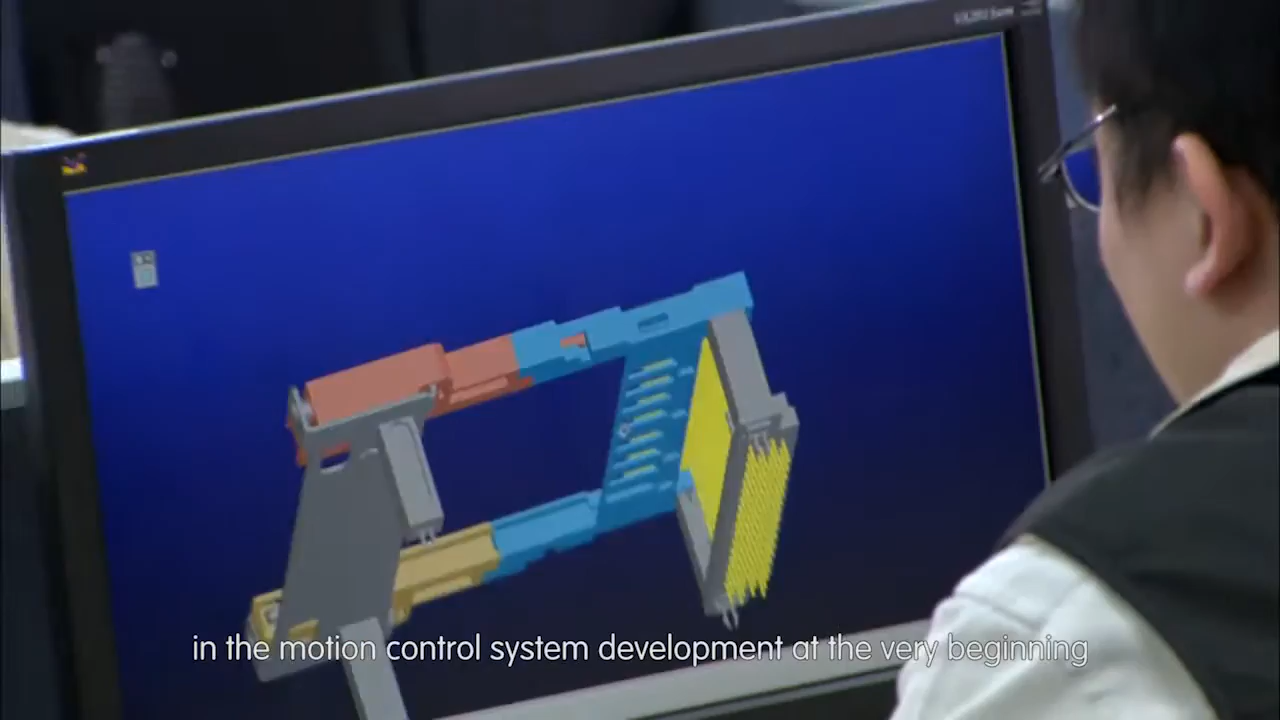 in the motion control system development at the very beginning